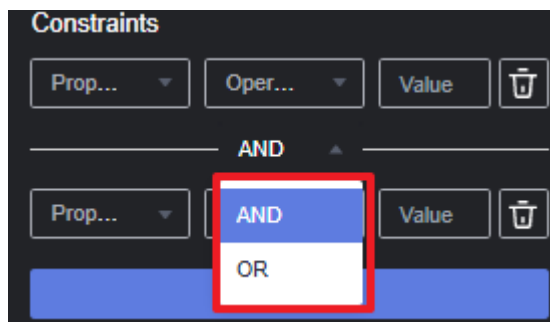 Constraints
Prop... Oper... Value
AND
Prop... AND Value
OR